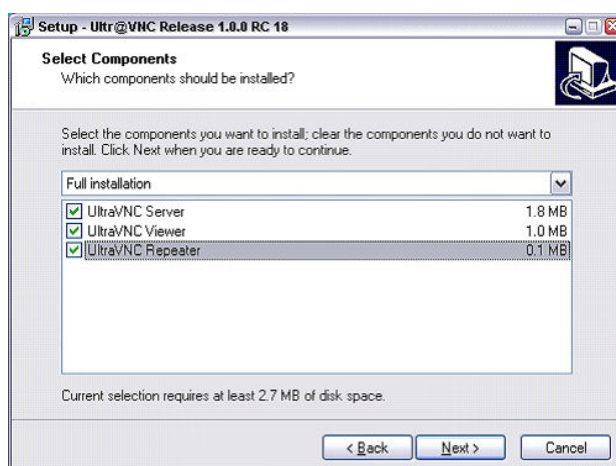 Setup - Ultr@VNC Release 1.0.0 RC 18
Select Components
Which components should be installed?
Select the components you want to install; clear the components you do not want to
install. Click Next when you are ready to continue.
Full installation
UltraVNC Server 1.8 MB
UltraVNC Viewer 1.0 MB
UltraVNC Repeater 0.1 MB
Current selection requires at least 2.7 MB of disk space.
< Back Next > Cancel